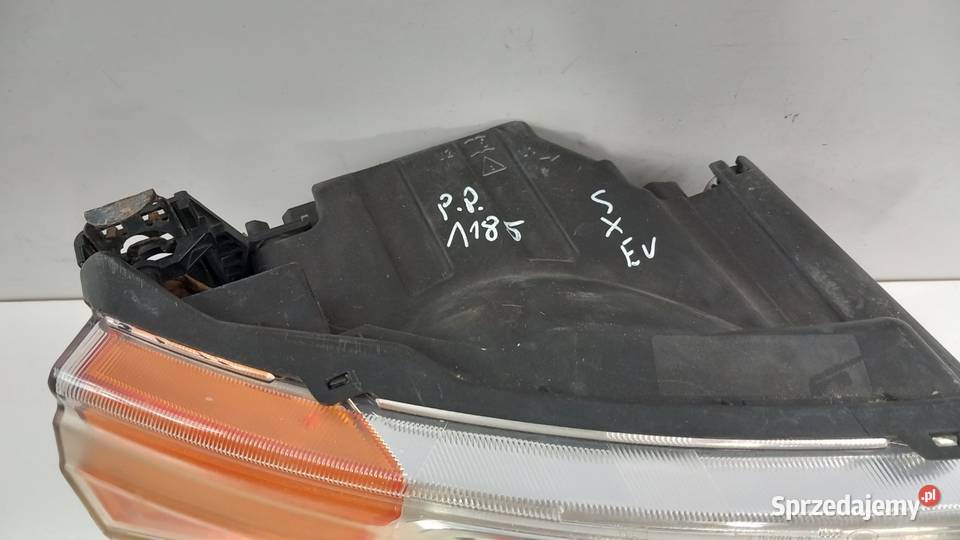 P.P.
1185
S
X
EV
Sprzedajemy.pl